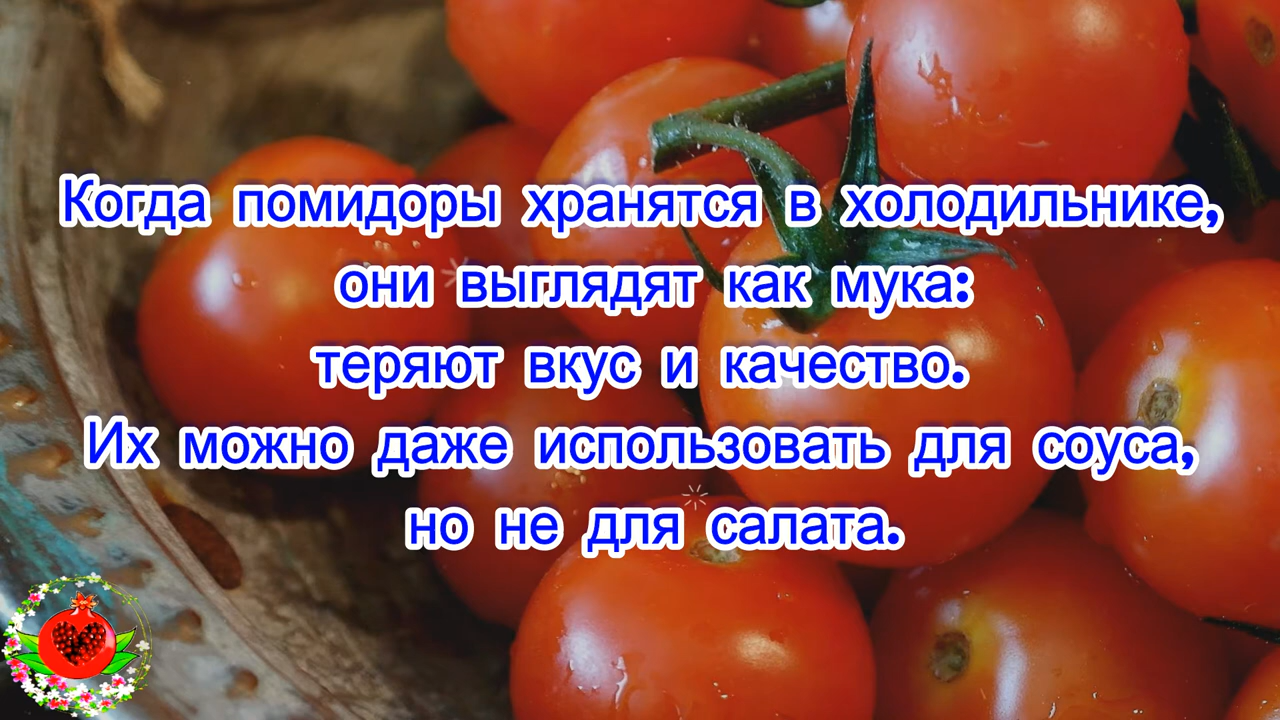 Когда помидоры хранятся в холодильнике,
они выглядят как мука:
теряют вкус и качество.
Их можно даже использовать для соуса,
но не для салата.